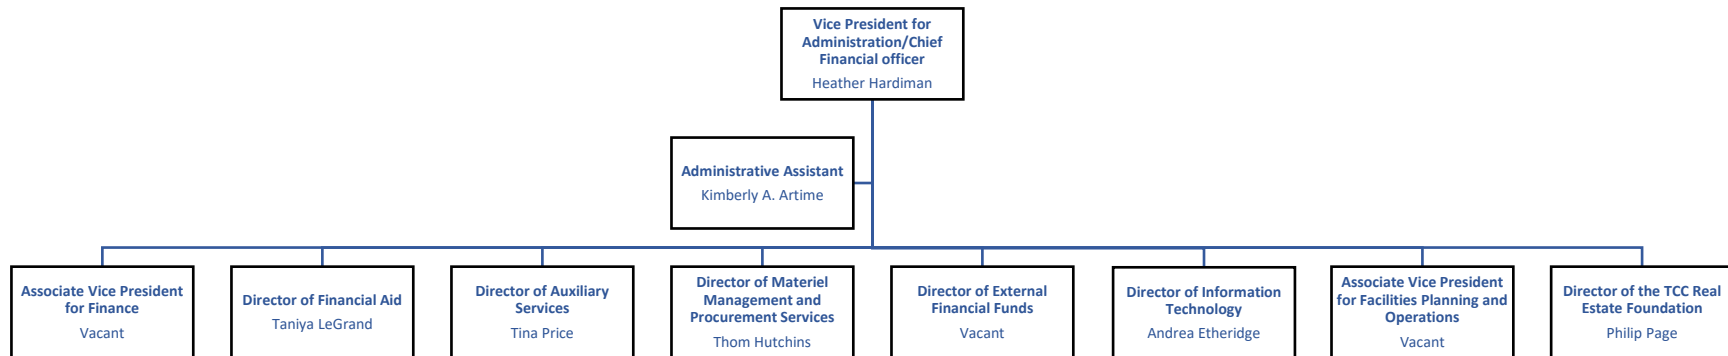 Vice President for
Administration/Chief
Financial officer
Heather Hardiman
Administrative Assistant
Kimberly A. Artime
Associate Vice President
for Finance
Vacant
Director of Financial Aid
Taniya LeGrand
Director of Auxiliary
Services
Tina Price
Director of Materiel
Management and
Procurement Services
Thom Hutchins
Director of External
Financial Funds
Vacant
Director of Information
Technology
Andrea Etheridge
Associate Vice President
for Facilities Planning and
Operations
Vacant
Director of the TCC Real
Estate Foundation
Philip Page